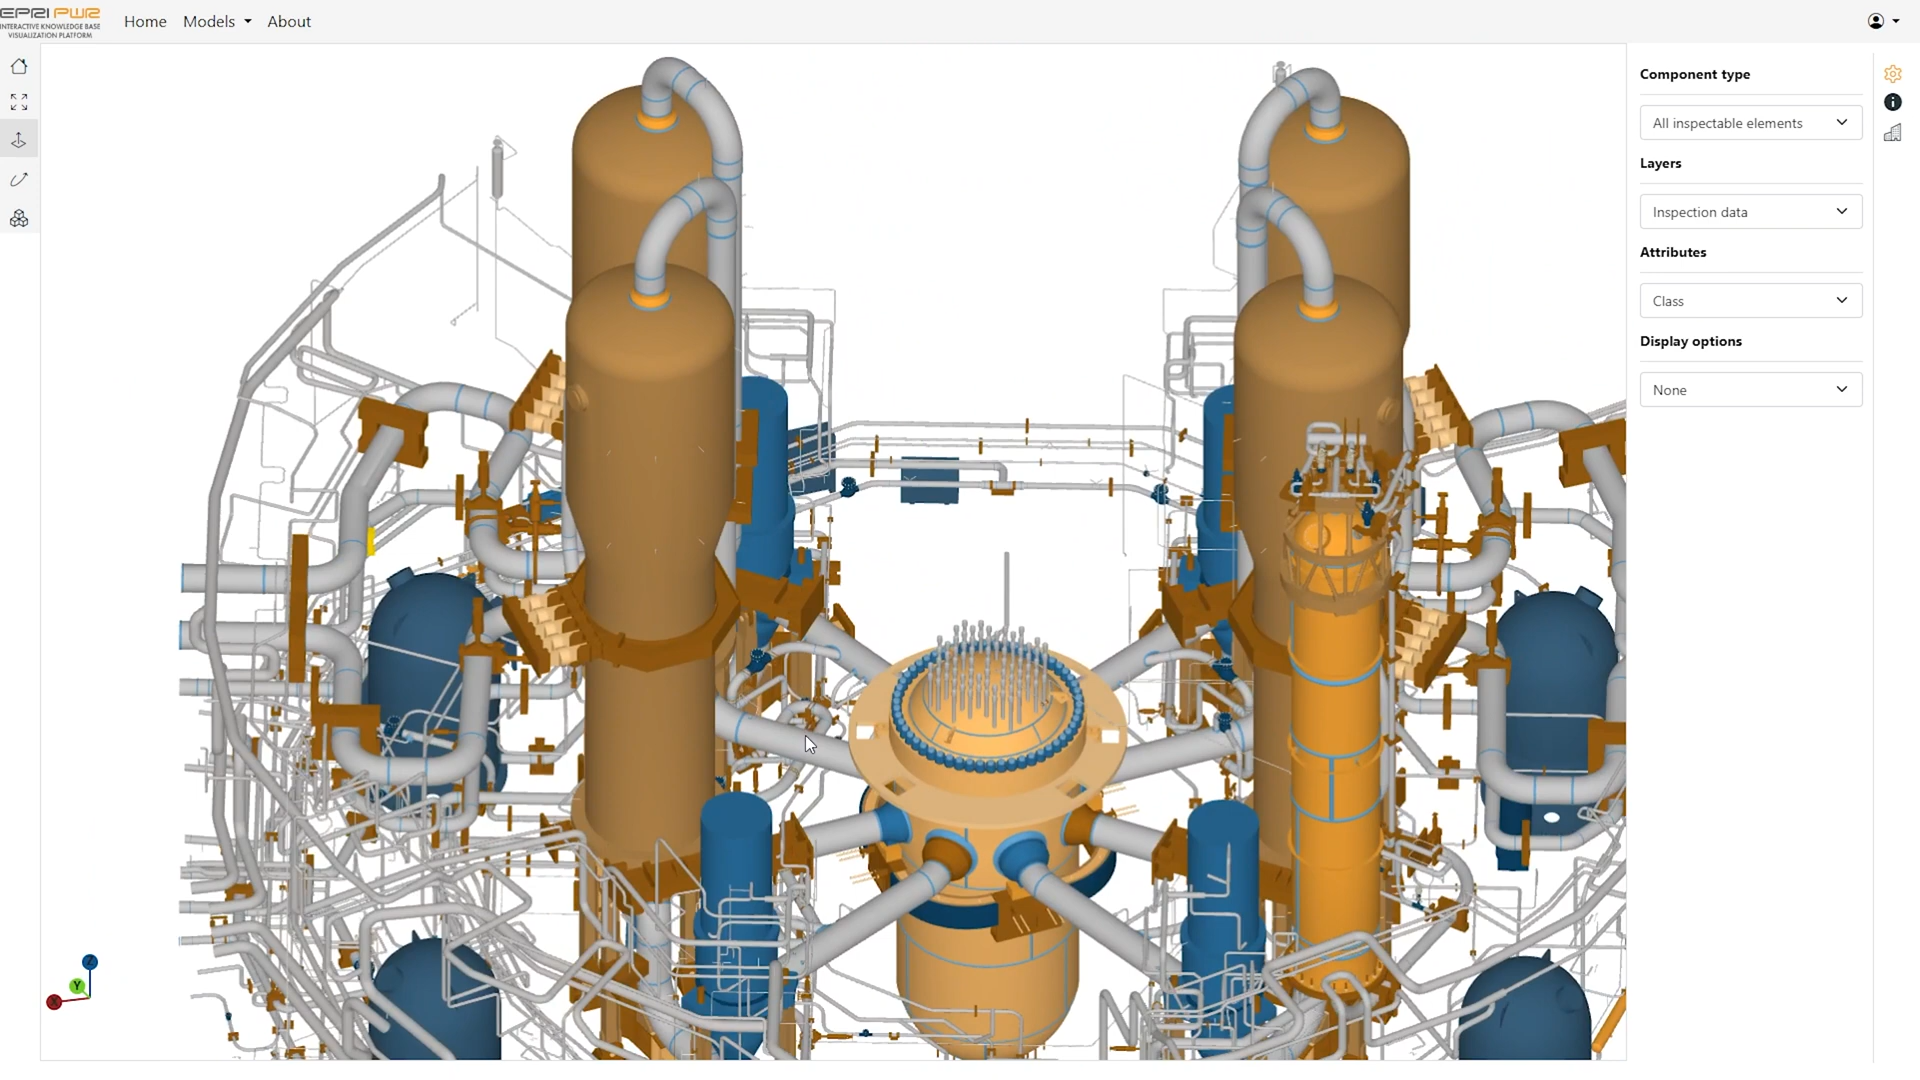 EPRI PWR
INTERACTIVE KNOWLEDGE BASE
VISUALIZATION PLATFORM
Home
Models
About
Component type
All inspectable elements
Layers
Inspection data
Attributes
Class
Display options
None
Z
Y
X